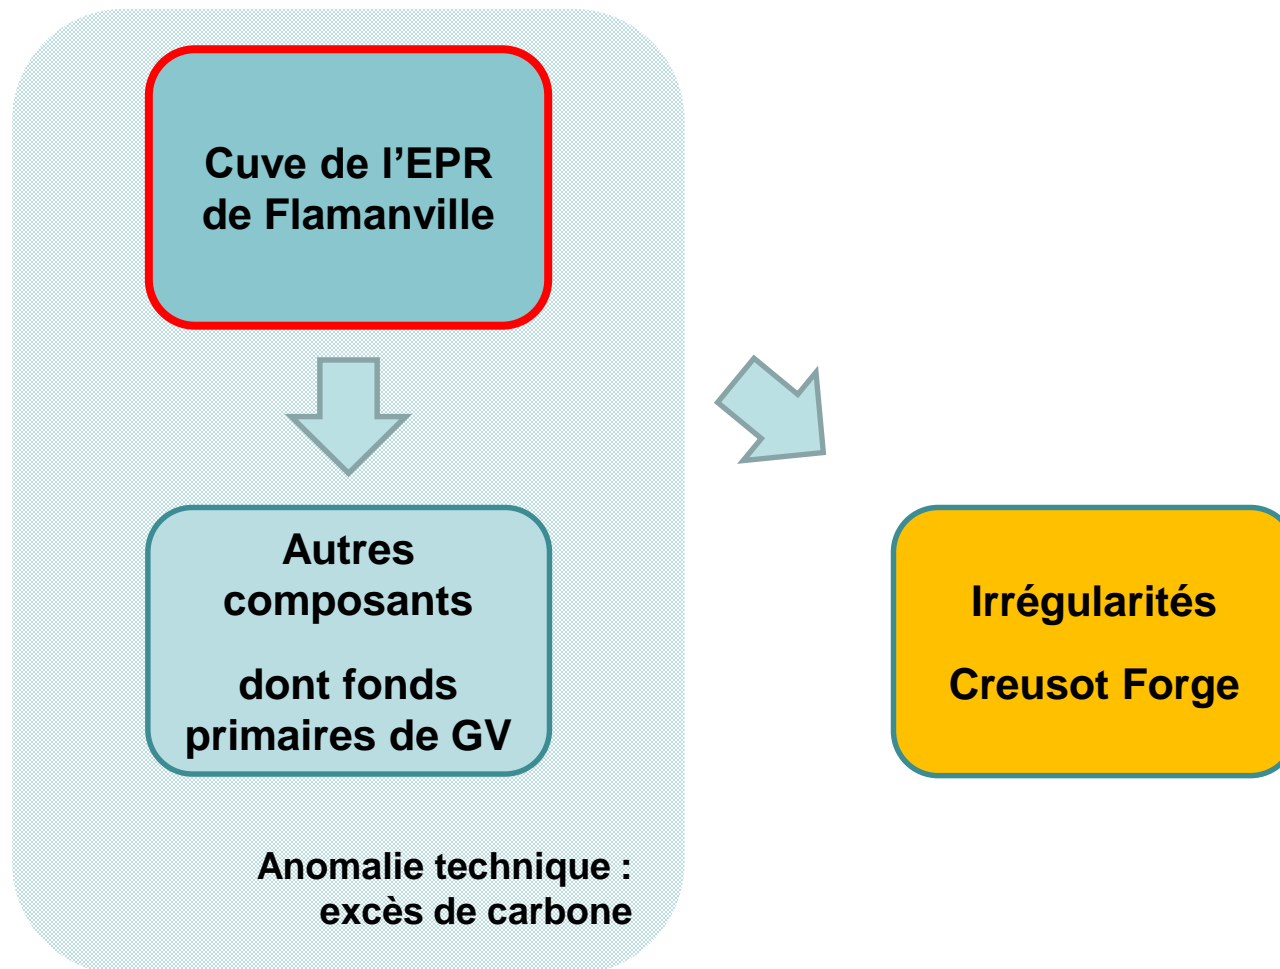 Cuve de l’EPR
de Flamanville
Autres
composants
dont fonds
primaires de GV
Anomalie technique :
excès de carbone
Irrégularités
Creusot Forge